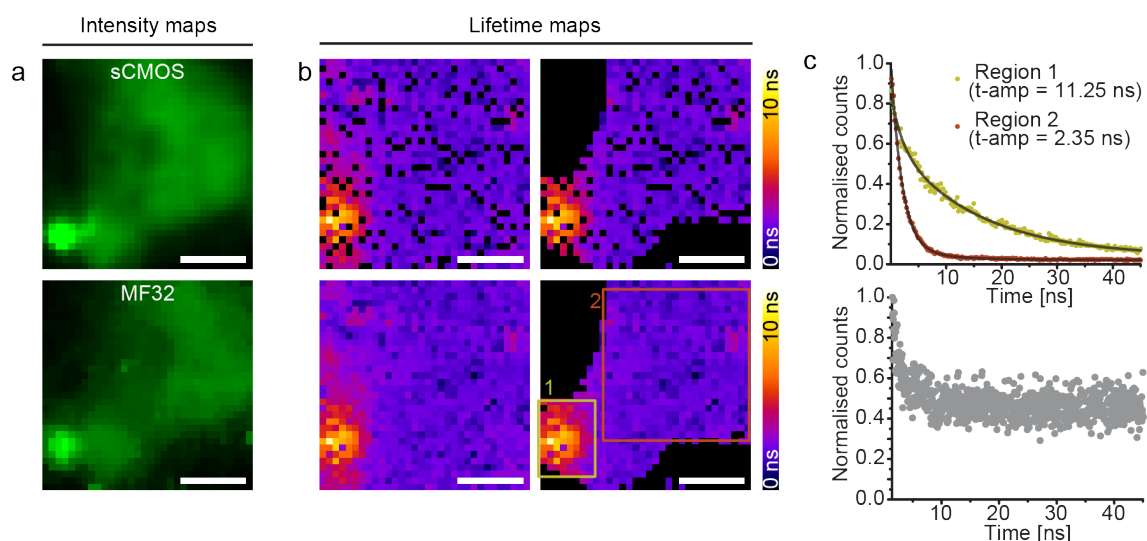 Intensity maps
Lifetime maps
a
sCMOS
MF32
b
10 ns
0 ns
2
1
10 ns
0 ns
c
Normalised counts
1.0
0.8
0.6
0.4
0.2
0.0
Region 1
(t-amp = 11.25 ns)
Region 2
(t-amp = 2.35 ns)
10
20
30
40
Time [ns]
Normalised counts
1.0
0.8
0.6
0.4
0.2
0.0
10
20
30
40
Time [ns]